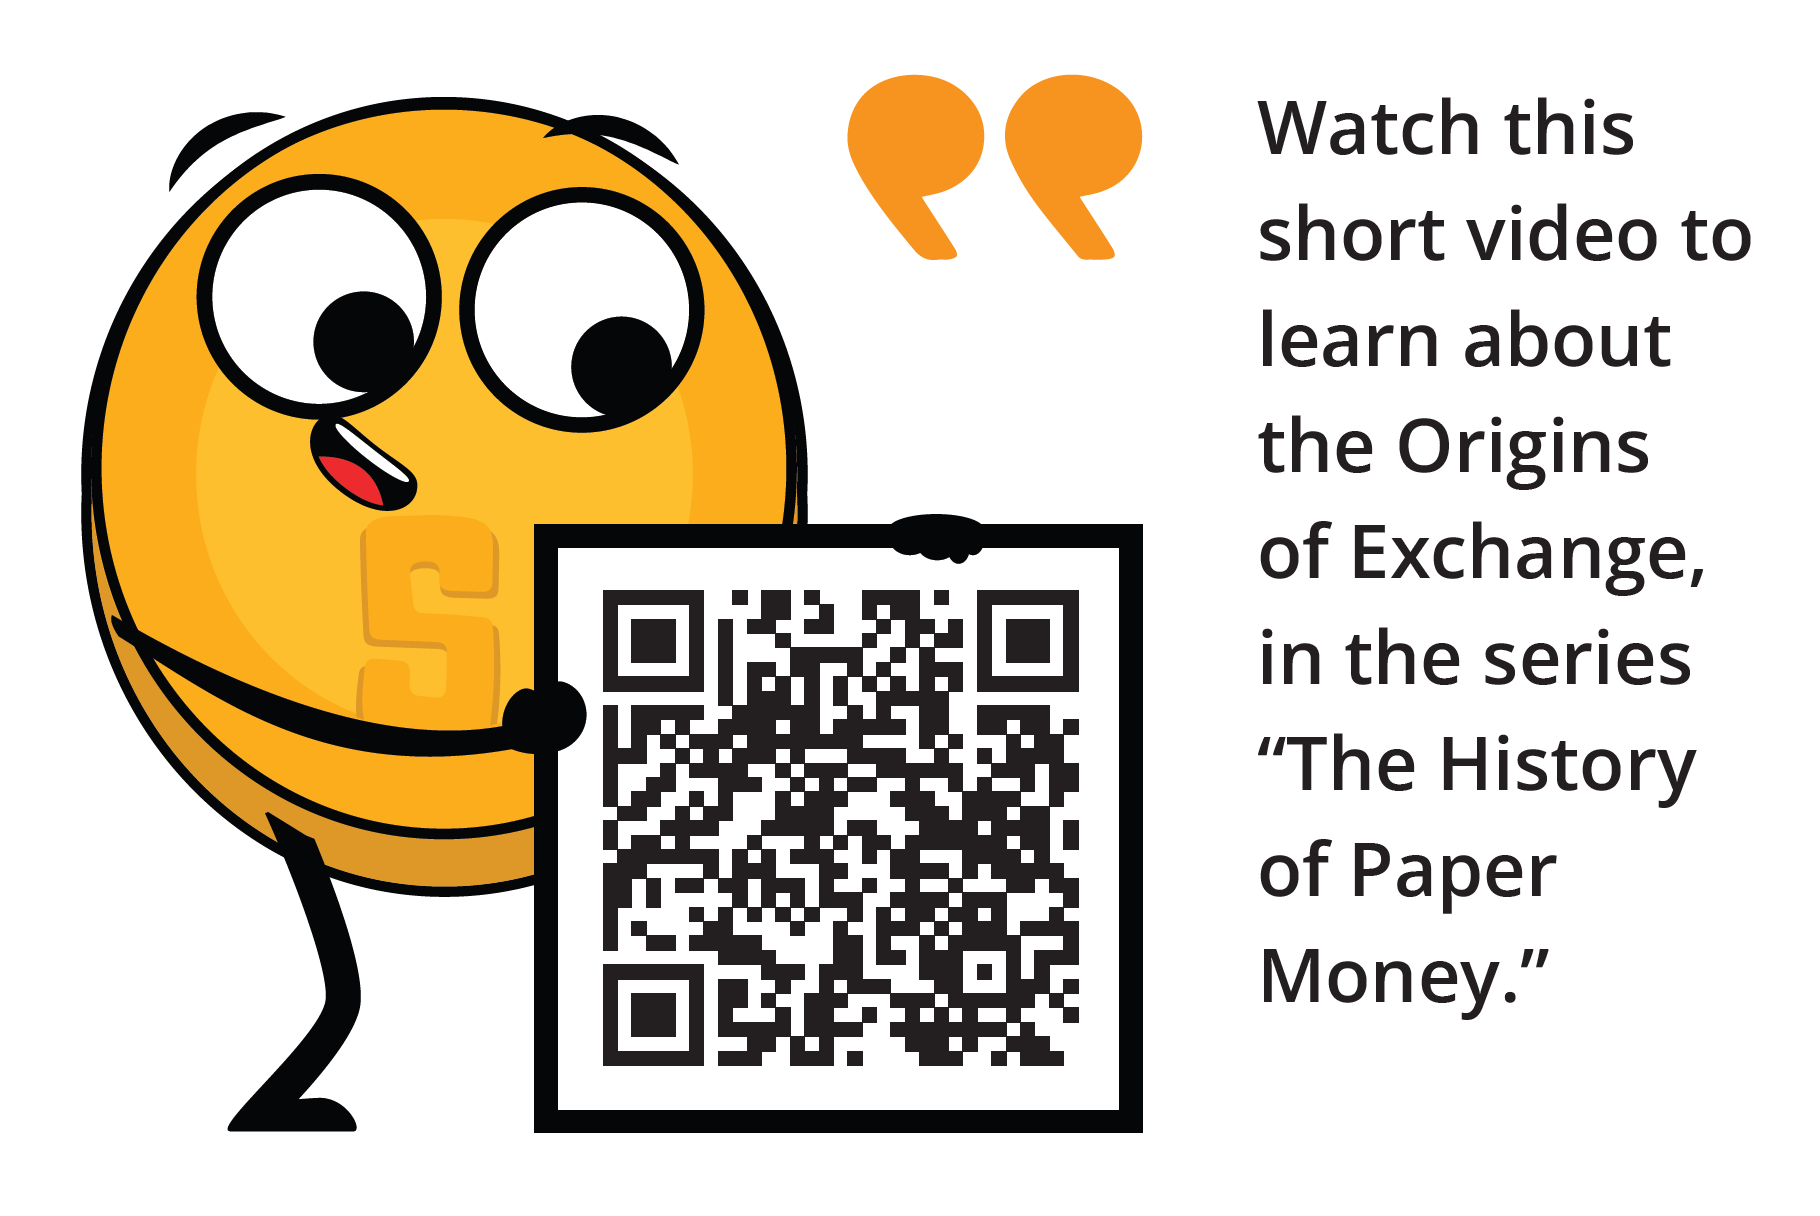 Watch this
short video to
learn about
the Origins
of Exchange,
in the series
“The History
of Paper
Money.”
S